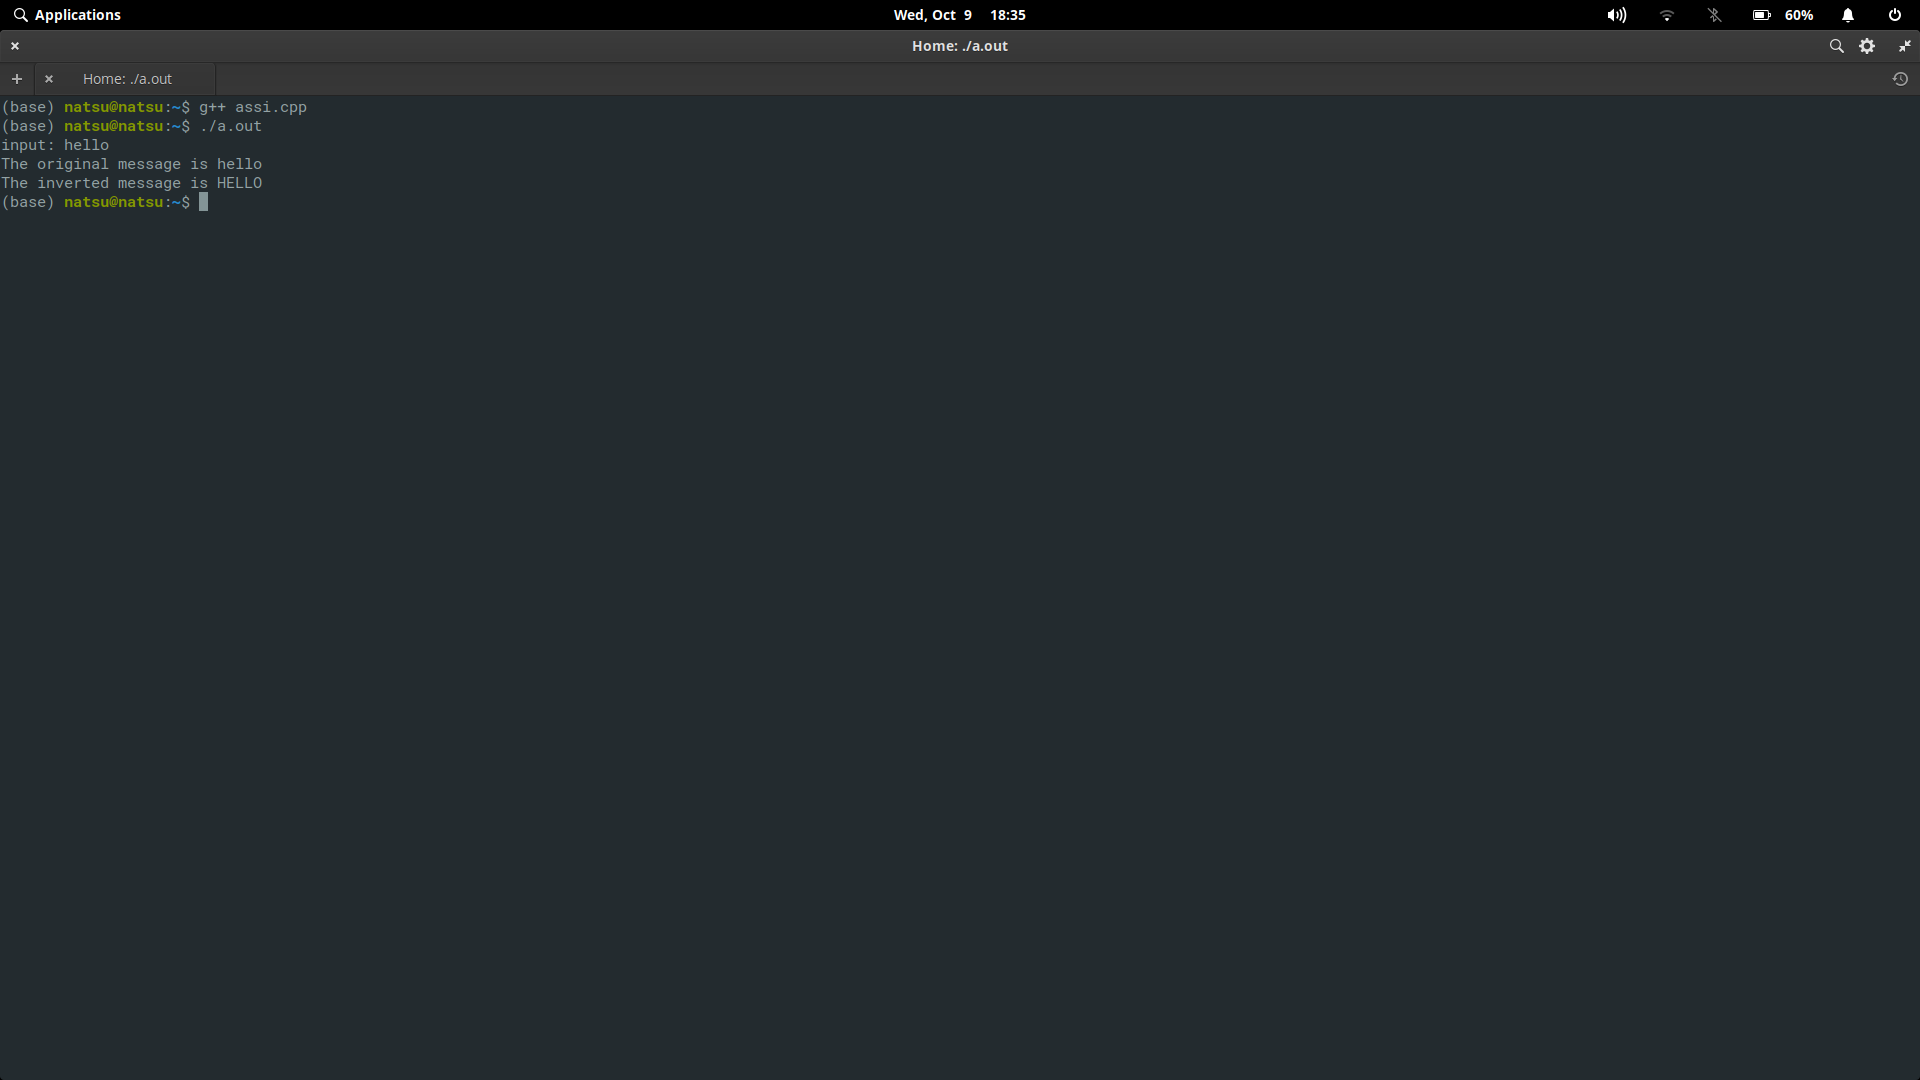 Applications
Wed, Oct 9 18:35
60%
Home: ./a.out
Home: ./a.out
(base) natsu@natsu:~$ g++ assi.cpp
(base) natsu@natsu:~$ ./a.out
input: hello
The original message is hello
The inverted message is HELLO
(base) natsu@natsu:~$